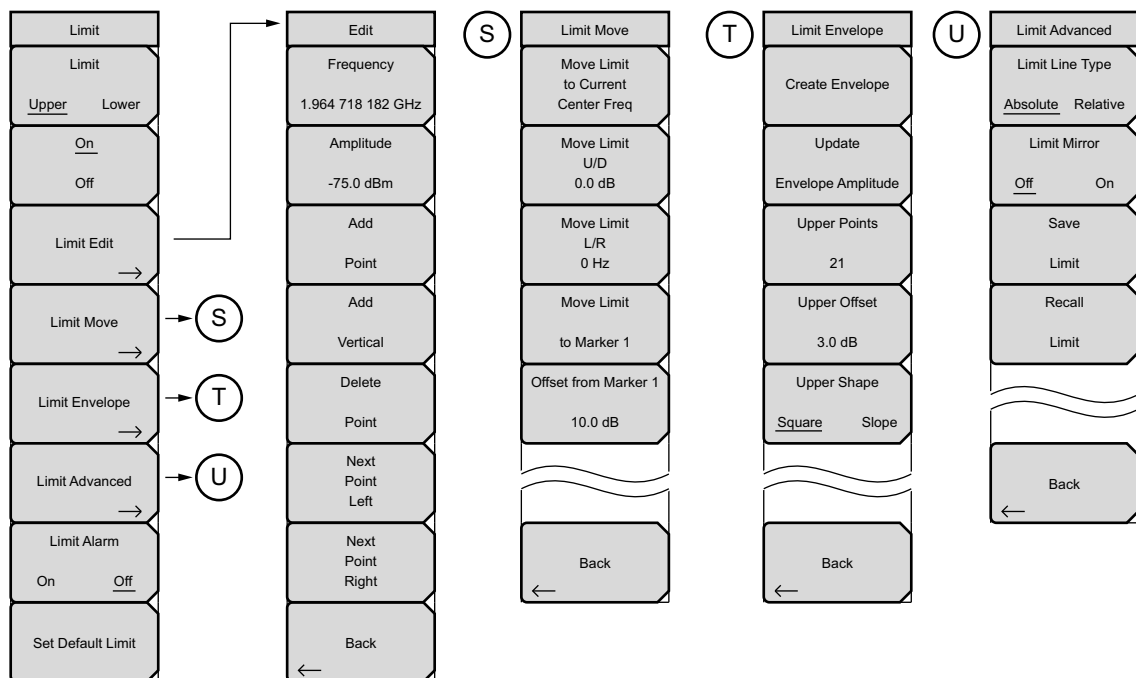 Limit
Limit
Upper Lower
On
Off
Limit Edit
Limit Move
S
Limit Envelope
T
Limit Advanced
U
Limit Alarm
On Off
Set Default Limit
Edit
Frequency
1.964 718 182 GHz
Amplitude
-75.0 dBm
Add
Point
Add
Vertical
Delete
Point
Next
Point
Left
Next
Point
Right
Back
S
Limit Move
Move Limit
to Current
Center Freq
Move Limit
U/D
0.0 dB
Move Limit
L/R
0 Hz
Move Limit
to Marker 1
Offset from Marker 1
10.0 dB
Back
T
Limit Envelope
Create Envelope
Update
Envelope Amplitude
Upper Points
21
Upper Offset
3.0 dB
Upper Shape
Square Slope
Back
U
Limit Advanced
Limit Line Type
Absolute Relative
Limit Mirror
Off On
Save
Limit
Recall
Limit
Back